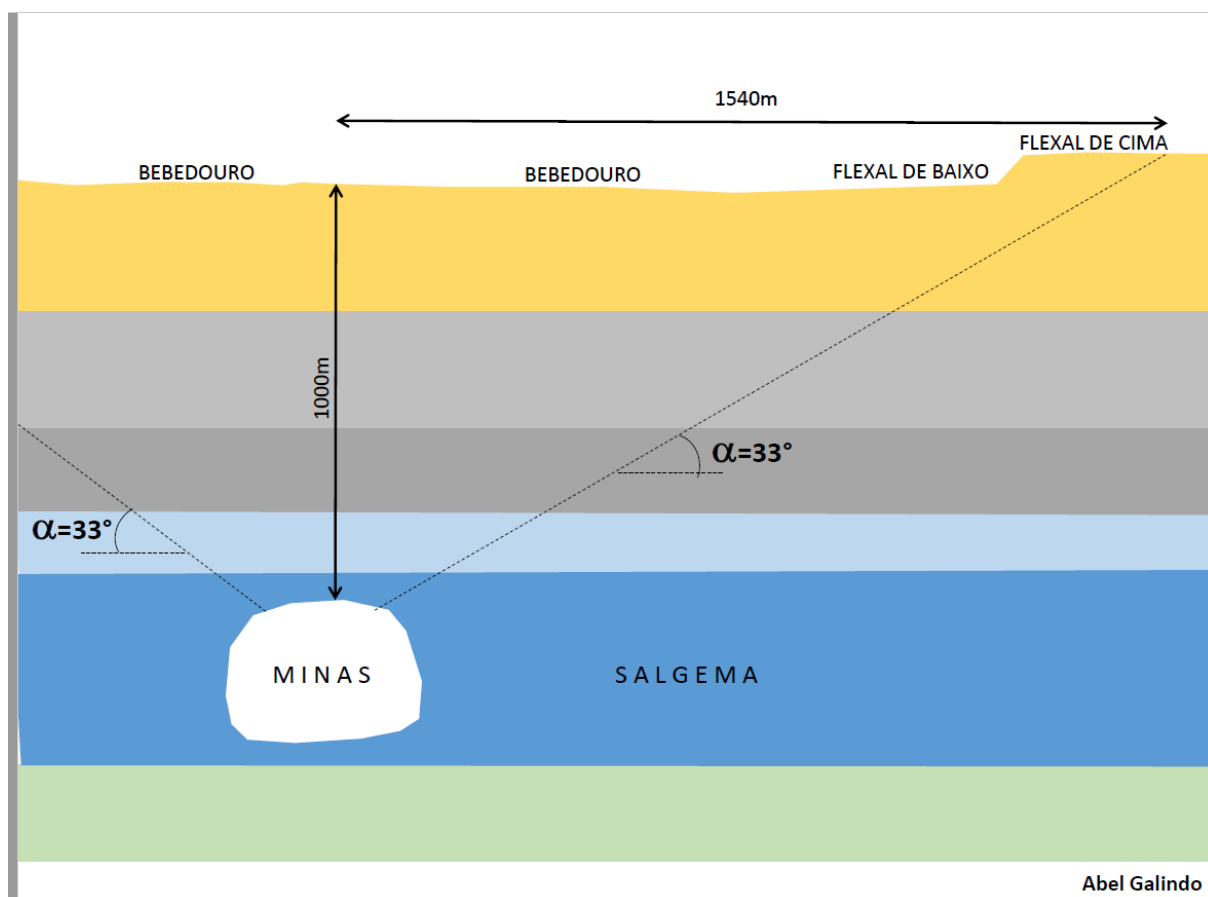 1540m
FLEXAL DE CIMA
BEBEDOURO
BEBEDOURO
FLEXAL DE BAIXO
1000m
α=33°
α=33°
MINAS
SALGEMA
Abel Galindo